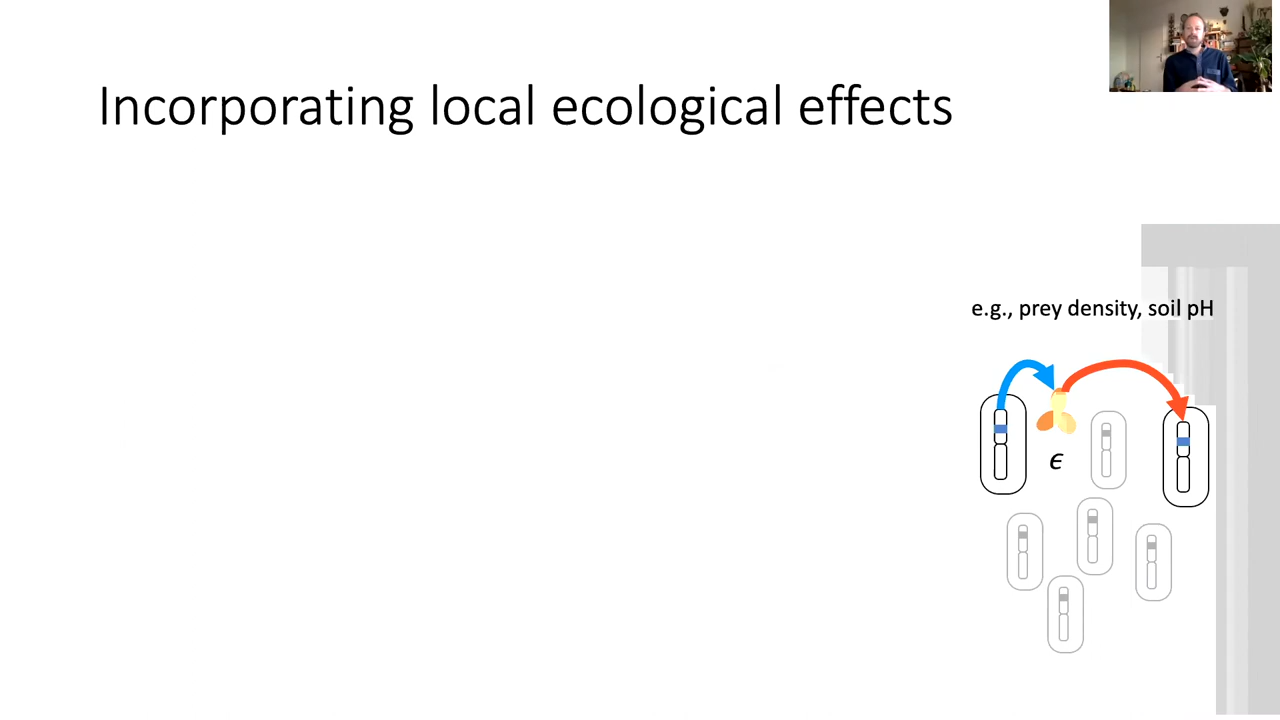 Incorporating local ecological effects
e.g., prey density, soil pH
ϵ